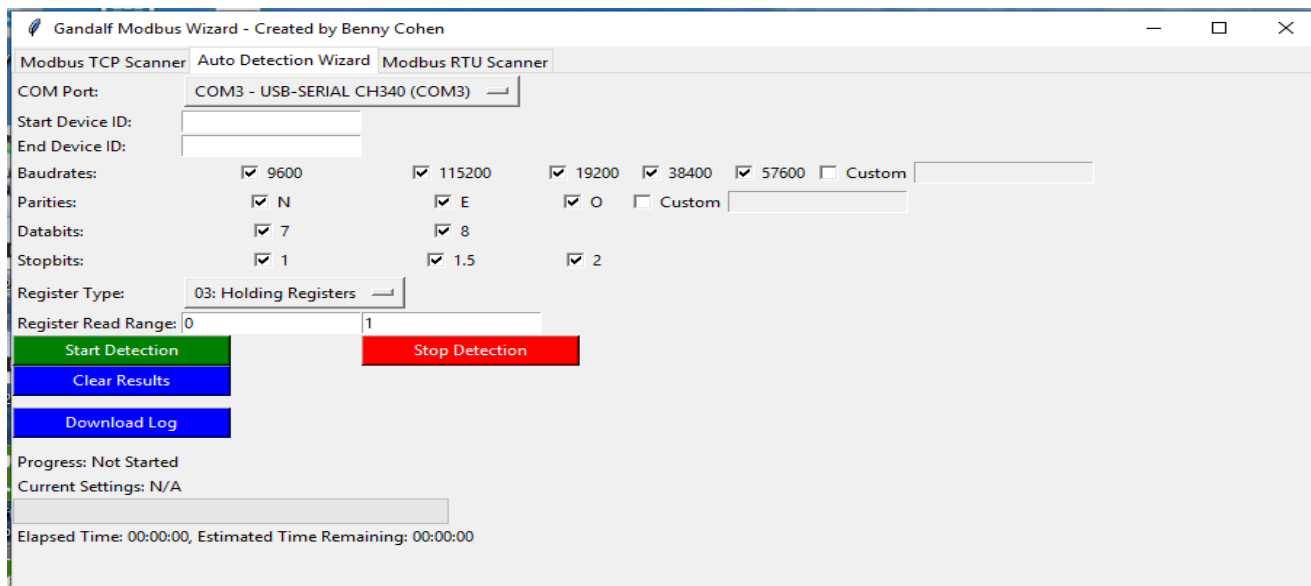 Gandalf Modbus Wizard - Created by Benny Cohen
Modbus TCP Scanner Auto Detection Wizard Modbus RTU Scanner
COM Port: COM3 - USB-SERIAL CH340 (COM3)
Start Device ID:
End Device ID:
Baudrates: 9600 115200 19200 38400 57600 Custom
Parities: N E O Custom
Databits: 7 8
Stopbits: 1 1.5 2
Register Type: 03: Holding Registers
Register Read Range: 0 1
Start Detection Stop Detection
Clear Results
Download Log
Progress: Not Started
Current Settings: N/A
Elapsed Time: 00:00:00, Estimated Time Remaining: 00:00:00